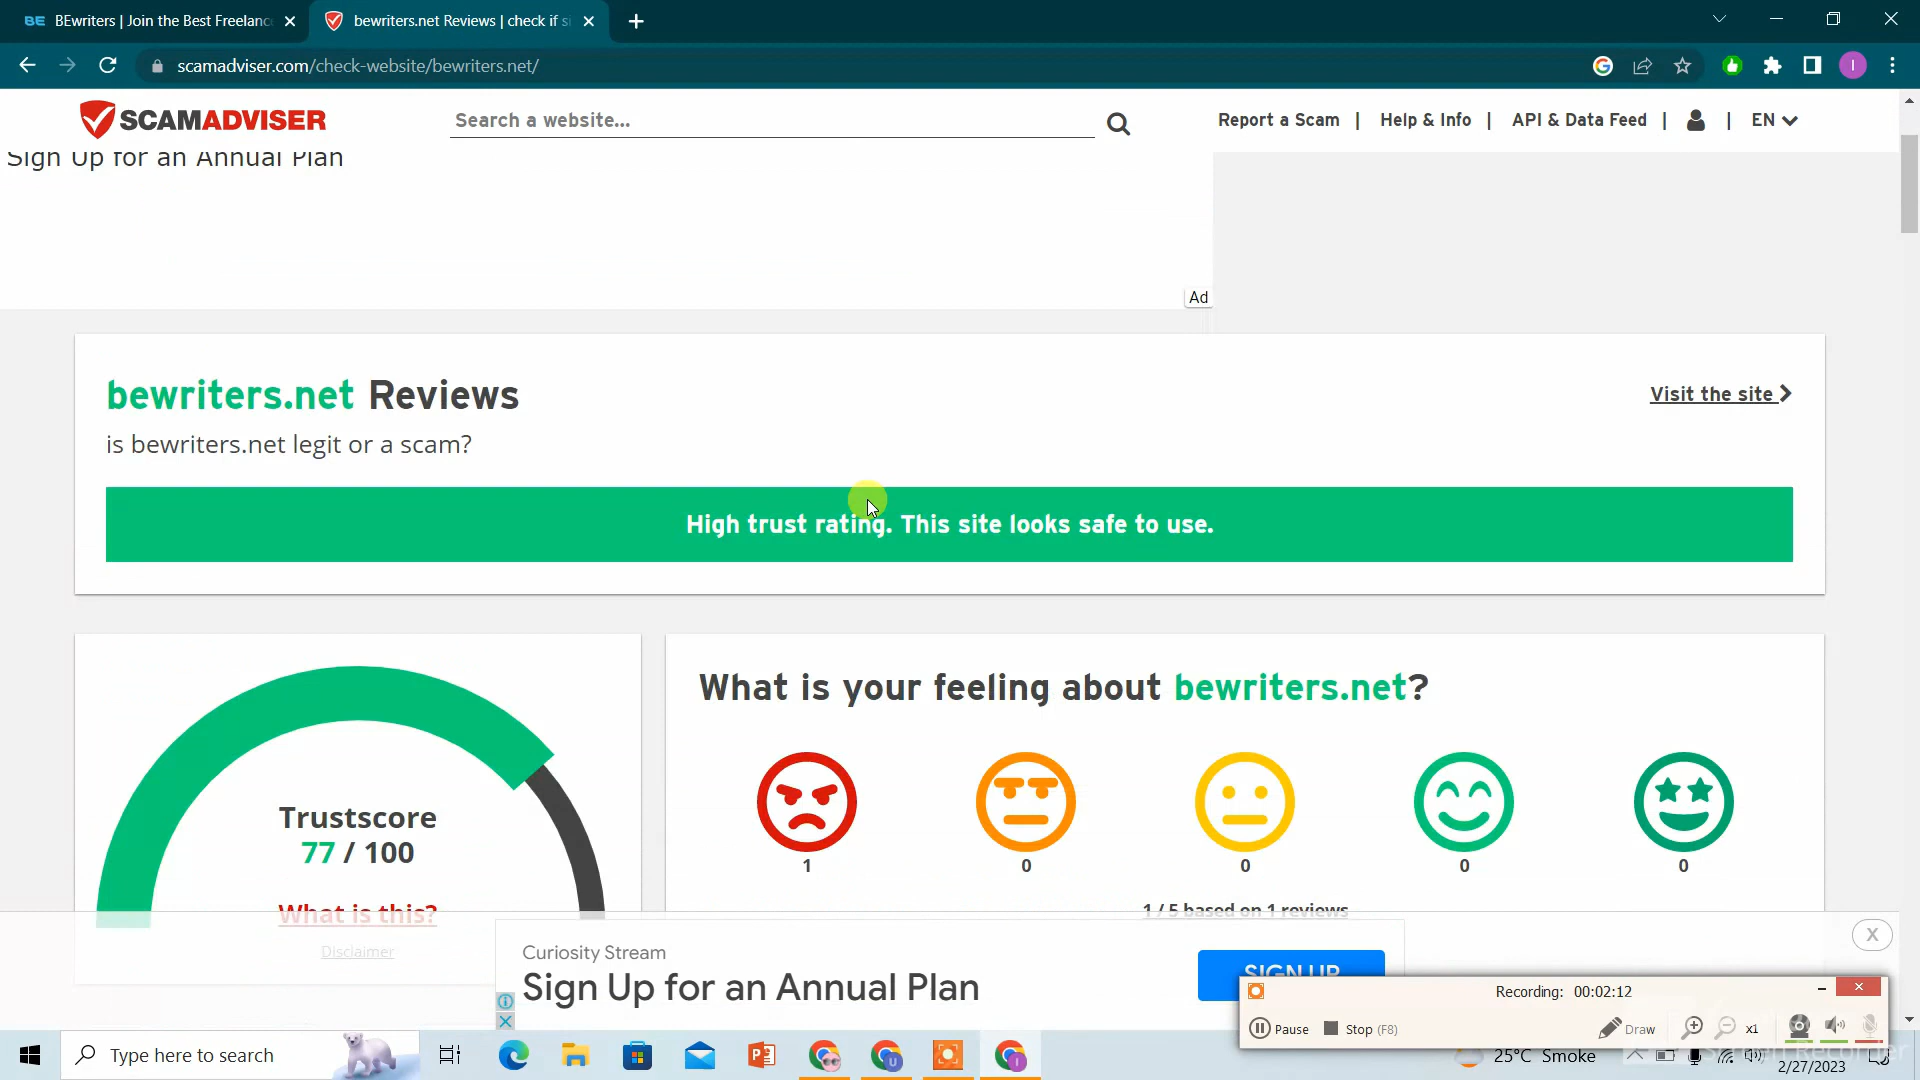 BE BEwriters | Join the Best Freelanc
bewriters.net Reviews | check if s
scamadviser.com/check-website/bewriters.net/
SCAMADVISER
Search a website...
Report a Scam | Help & Info | API & Data Feed | | EN
Sign Up for an Annual Plan
Ad
bewriters.net Reviews
Visit the site
is bewriters.net legit or a scam?
High trust rating. This site looks safe to use.
What is your feeling about bewriters.net?
Trustscore
77 / 100
1 0 0 0 0
What is this?
1 / 5 based on 1 reviews
Disclaimer
X
Curiosity Stream
Sign Up for an Annual Plan
SIGN UP
Recording: 00:02:12
Pause Stop (F8) Draw x1
Type here to search
25°C Smoke
2/27/2023